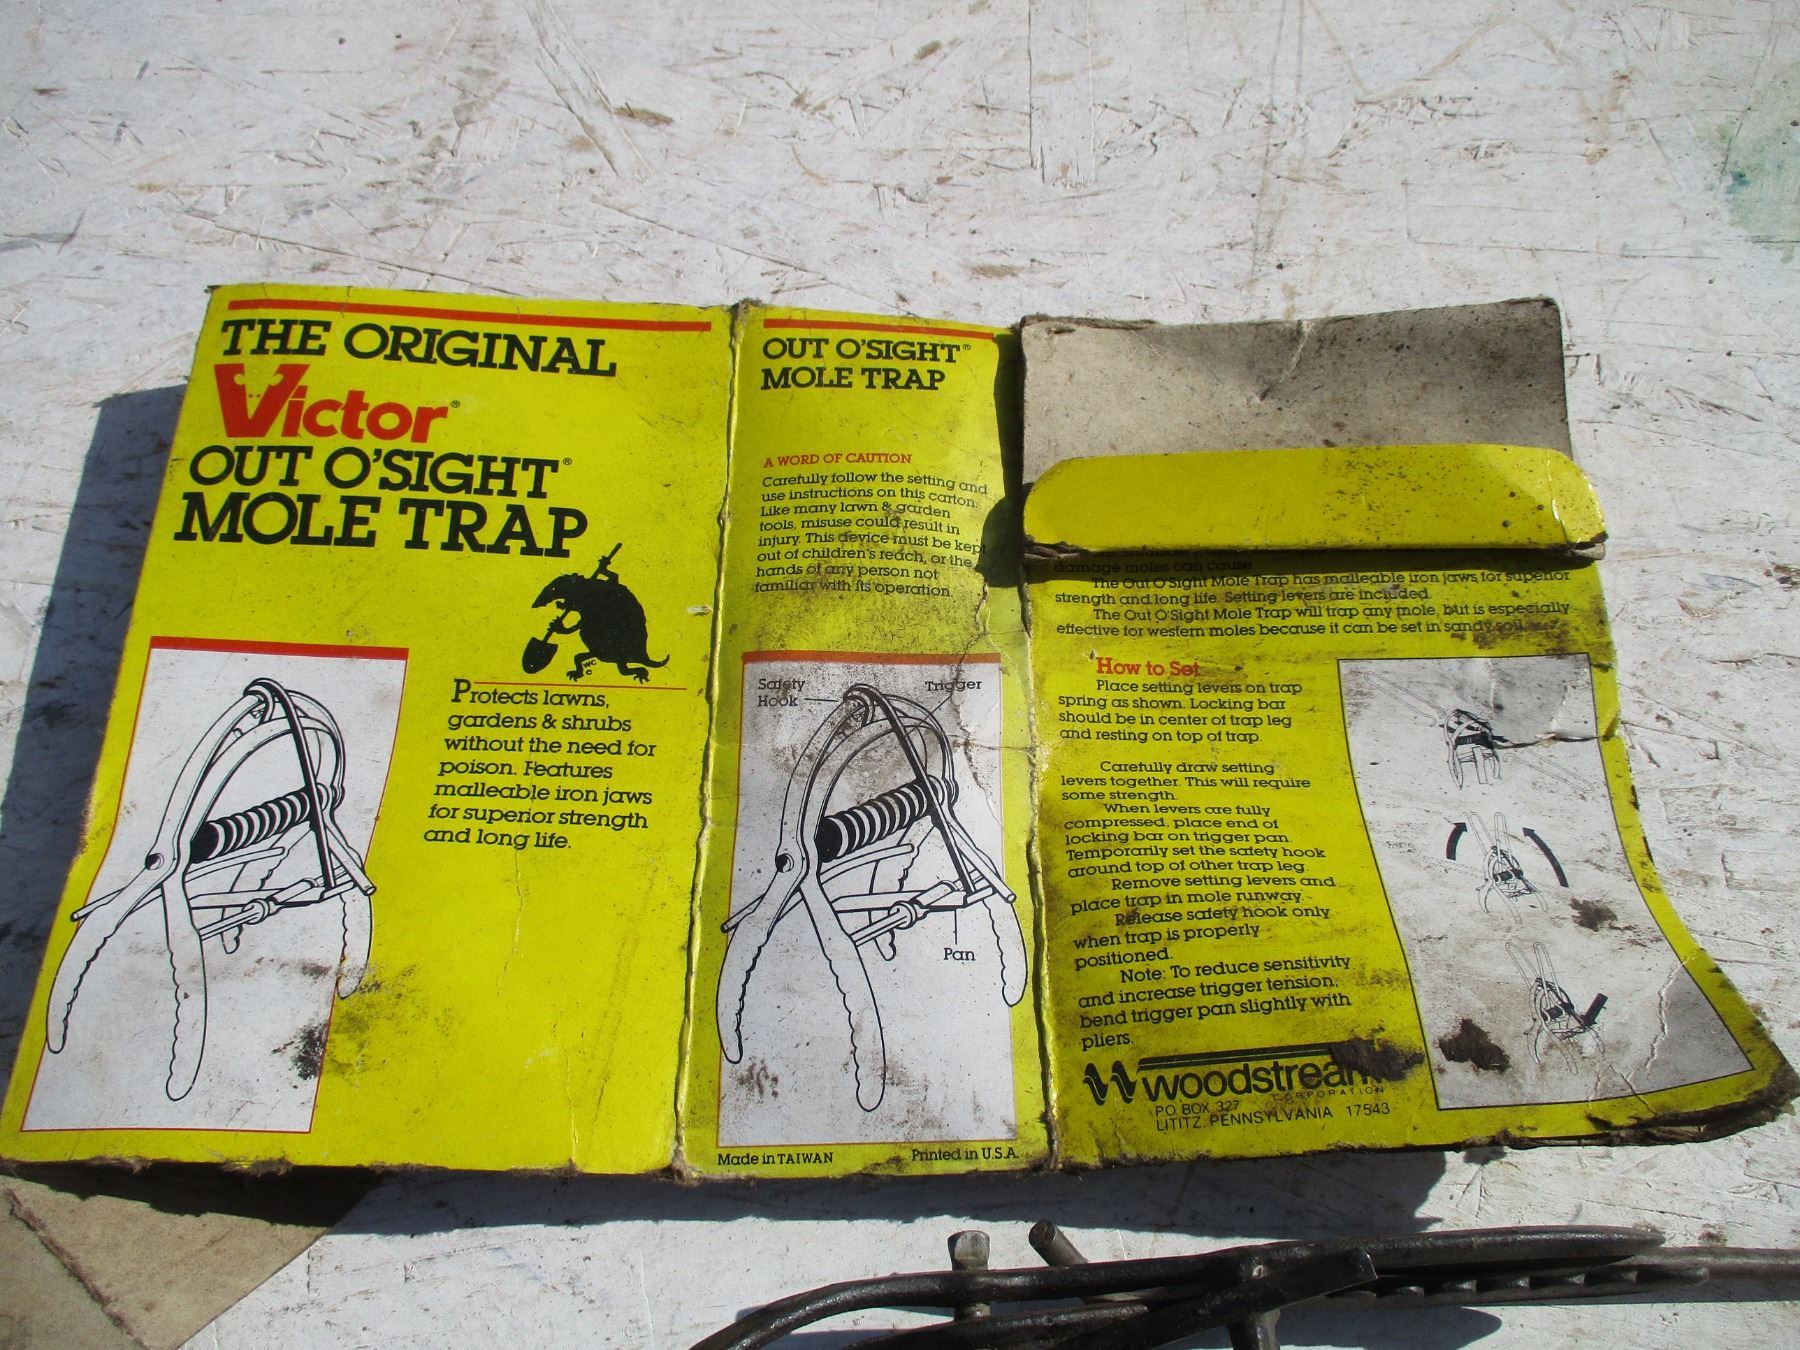 THE ORIGINAL
Victor®
OUT O'SIGHT®
MOLE TRAP
WC
Protects lawns,
gardens & shrubs
without the need for
poison. Features
malleable iron jaws
for superior strength
and long life.
OUT O'SIGHT®
MOLE TRAP
A WORD OF CAUTION
Carefully follow the setting and
use instructions on this carton.
Like many lawn & garden
tools, misuse could result in
injury. This device must be kept
out of children's reach, or the
hands of any person not
familiar with its operation.
Safety
Hook
Trigger
Pan
Made in TAIWAN
Printed in U.S.A.
damage moles can cause.
The Out O'Sight Mole Trap has malleable iron jaws for superior
strength and long life. Setting levers are included.
The Out O'Sight Mole Trap will trap any mole, but is especially
effective for western moles because it can be set in sandy soil.
How to Set
Place setting levers on trap
spring as shown. Locking bar
should be in center of trap leg
and resting on top of trap.
Carefully draw setting
levers together. This will require
some strength.
When levers are fully
compressed, place end of
locking bar on trigger pan.
Temporarily set the safety hook
around top of other trap leg.
Remove setting levers and
place trap in mole runway.
Release safety hook only
when trap is properly
positioned.
Note: To reduce sensitivity
and increase trigger tension,
bend trigger pan slightly with
pliers.
woodstream
CORPORATION
PO BOX 327
LITITZ, PENNSYLVANIA 17543